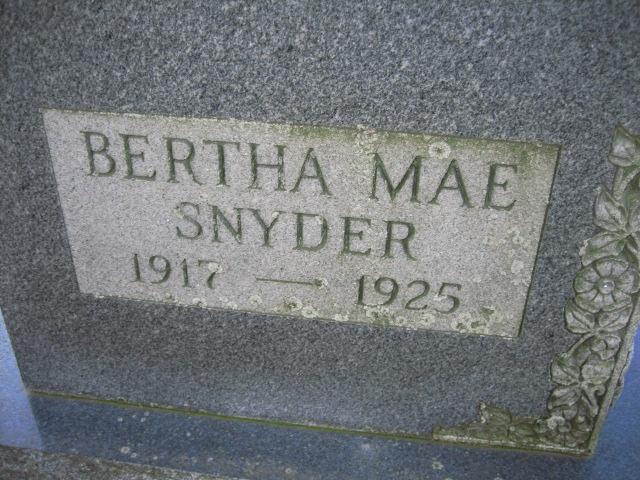 BERTHA MAE
SNYDER
1917 — 1925